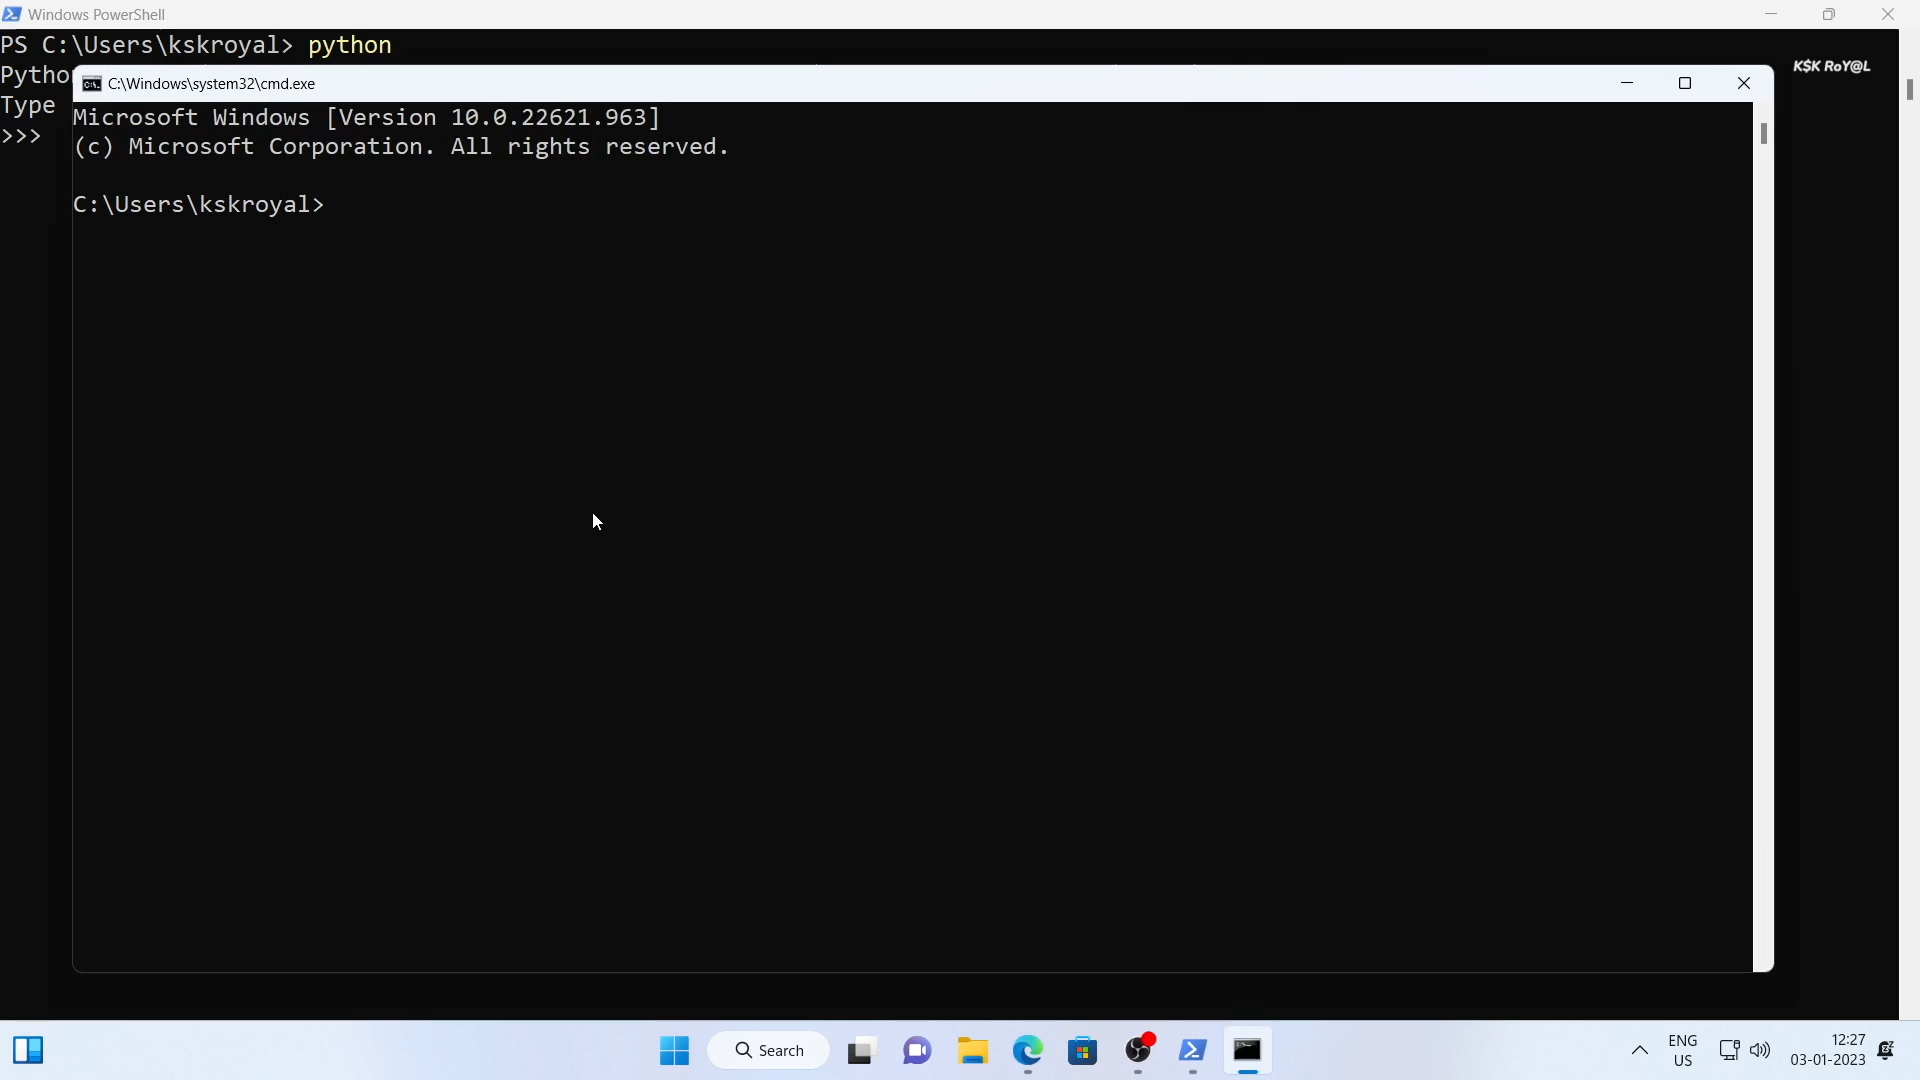 Windows PowerShell
PS C:\Users\kskroyal> python
Pytho
Type
>>>
K$K RoY@L
C:\Windows\system32\cmd.exe
Microsoft Windows [Version 10.0.22621.963]
(c) Microsoft Corporation. All rights reserved.
C:\Users\kskroyal>
Search
ENG
US
12:27
03-01-2023